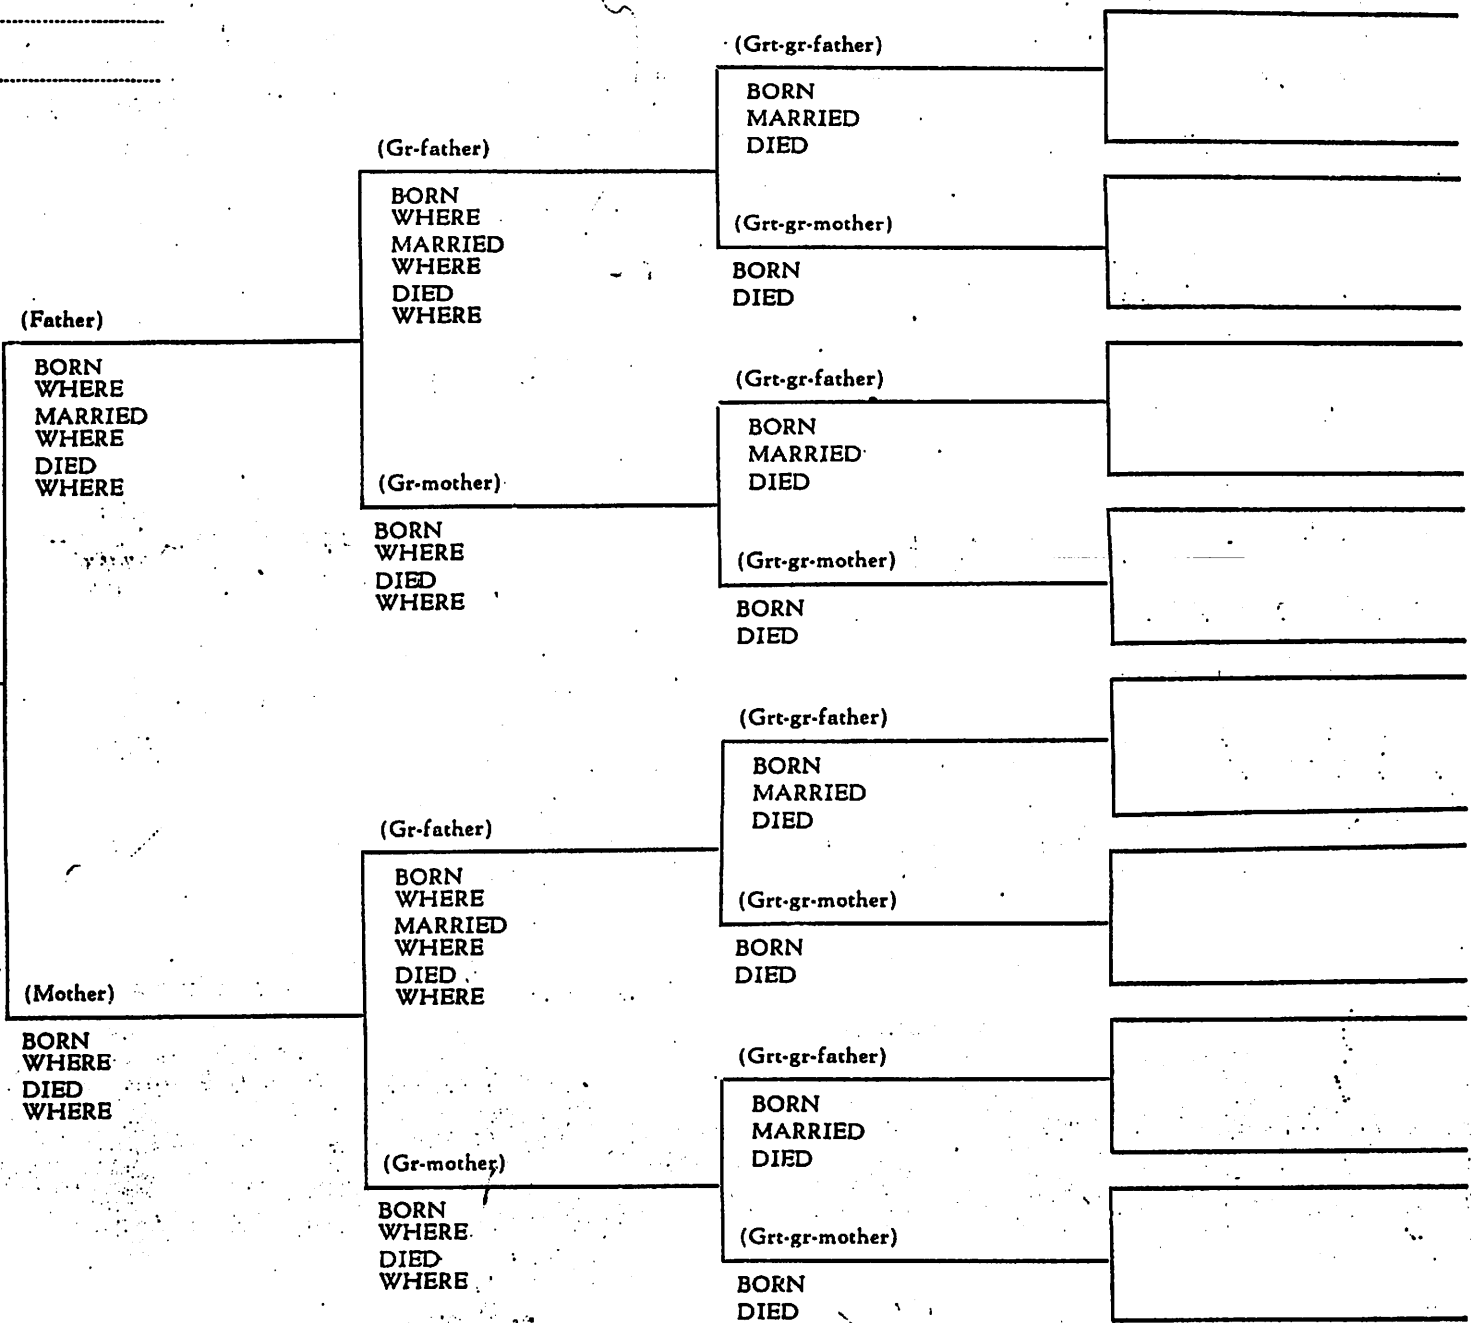 (Grt-gr-father)
BORN
MARRIED
DIED
(Gr-father)
BORN
WHERE
MARRIED
WHERE
DIED
WHERE
(Grt-gr-mother)
BORN
DIED
(Father)
BORN
WHERE
MARRIED
WHERE
DIED
WHERE
(Grt-gr-father)
BORN
MARRIED
DIED
(Gr-mother)
BORN
WHERE
DIED
WHERE
(Grt-gr-mother)
BORN
DIED
(Grt-gr-father)
BORN
MARRIED
DIED
(Gr-father)
BORN
WHERE
MARRIED
WHERE
DIED
WHERE
(Grt-gr-mother)
BORN
DIED
(Mother)
BORN
WHERE
DIED
WHERE
(Grt-gr-father)
BORN
MARRIED
DIED
(Gr-mother)
BORN
WHERE
DIED
WHERE
(Grt-gr-mother)
BORN
DIED